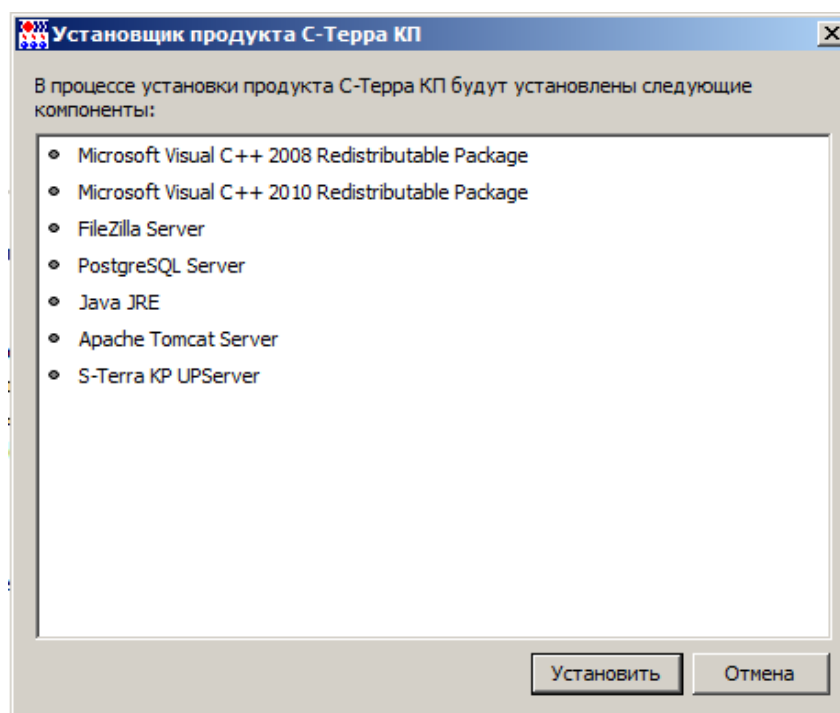 Установщик продукта С-Терра КП
В процессе установки продукта С-Терра КП будут установлены следующие
компоненты:
Microsoft Visual C++ 2008 Redistributable Package
Microsoft Visual C++ 2010 Redistributable Package
FileZilla Server
PostgreSQL Server
Java JRE
Apache Tomcat Server
S-Terra KP UPServer
Установить
Отмена